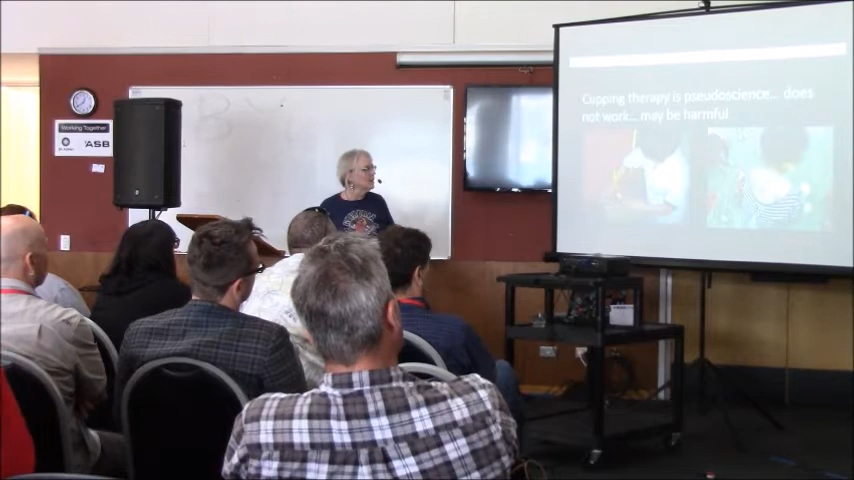 Cupping therapy is pseudoscience... does
not work... may be harmful
Working Together
ASB